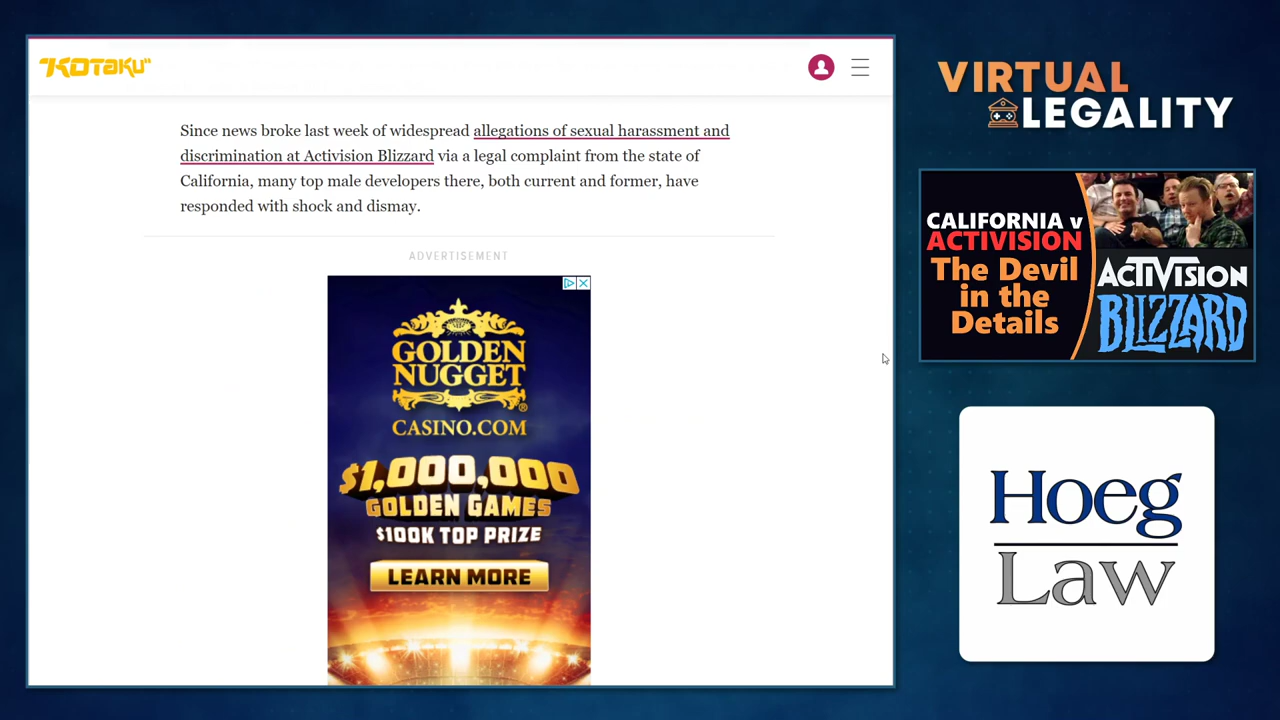 KOTAKU
Since news broke last week of widespread allegations of sexual harassment and
discrimination at Activision Blizzard via a legal complaint from the state of
California, many top male developers there, both current and former, have
responded with shock and dismay.
ADVERTISEMENT
GOLDEN
NUGGET
®
CASINO.COM
$1,000,000
GOLDEN GAMES
$100K TOP PRIZE
LEARN MORE
VIRTUAL
LEGALITY
CALIFORNIA v
ACTIVISION
The Devil
in the
Details
ACTIVISION
BLIZZARD
Hoeg
Law